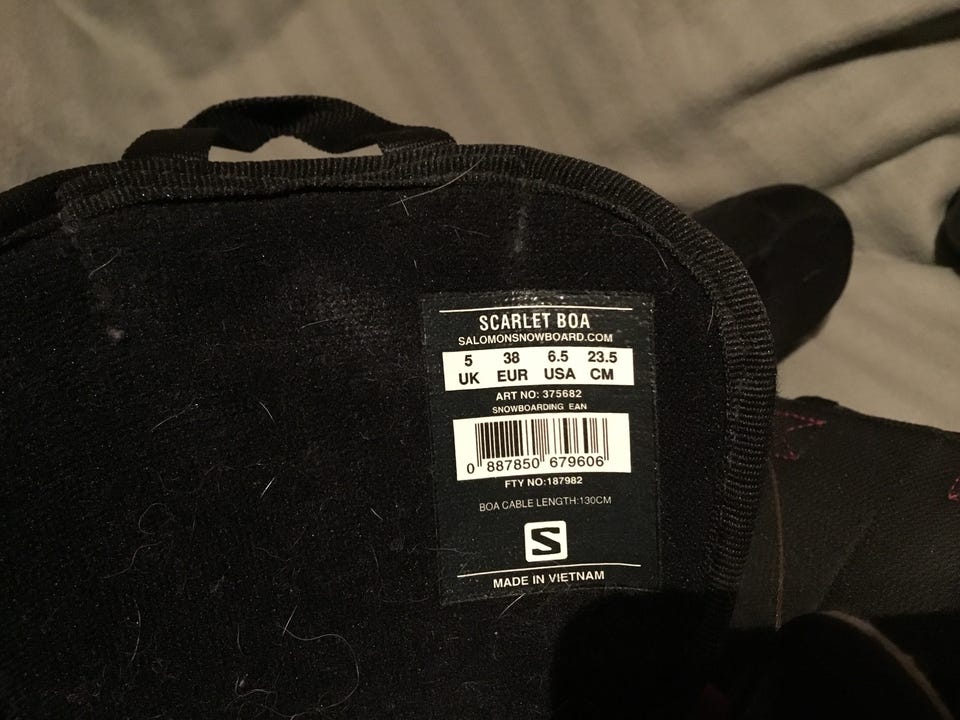 SCARLET BOA
SALOMONSNOWBOARD.COM
5 38 6.5 23.5
UK EUR USA CM
ART NO: 375682
SNOWBOARDING EAN
0 887850 679606
FTY NO:187982
BOA CABLE LENGTH:130CM
S
MADE IN VIETNAM